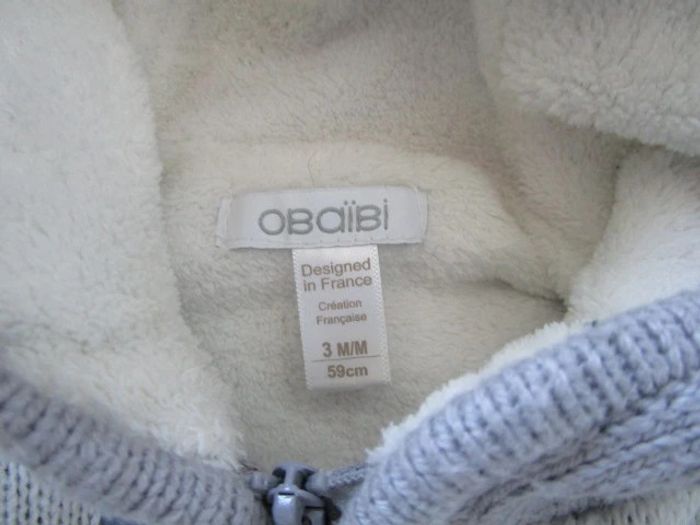 OBaïBi
Designed
in France
Création
Française
3 M/M
59cm